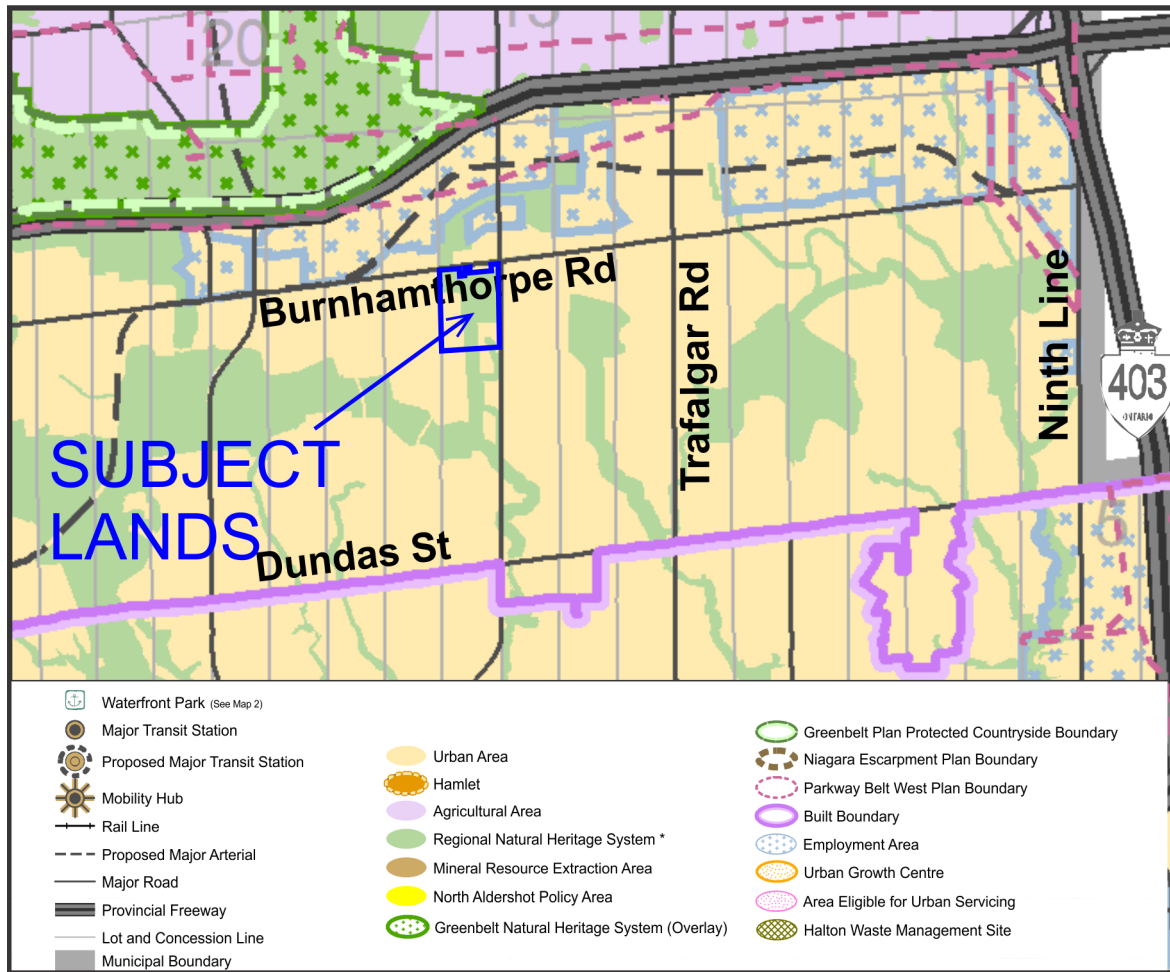 20
15
Burnhamthorpe Rd
Trafalgar Rd
Ninth Line
403
ONTARIO
SUBJECT
LANDS
Dundas St
5
Waterfront Park (See Map 2)
Major Transit Station
Proposed Major Transit Station
Mobility Hub
Rail Line
Proposed Major Arterial
Major Road
Provincial Freeway
Lot and Concession Line
Municipal Boundary
Urban Area
Hamlet
Agricultural Area
Regional Natural Heritage System *
Mineral Resource Extraction Area
North Aldershot Policy Area
Greenbelt Natural Heritage System (Overlay)
Greenbelt Plan Protected Countryside Boundary
Niagara Escarpment Plan Boundary
Parkway Belt West Plan Boundary
Built Boundary
Employment Area
Urban Growth Centre
Area Eligible for Urban Servicing
Halton Waste Management Site